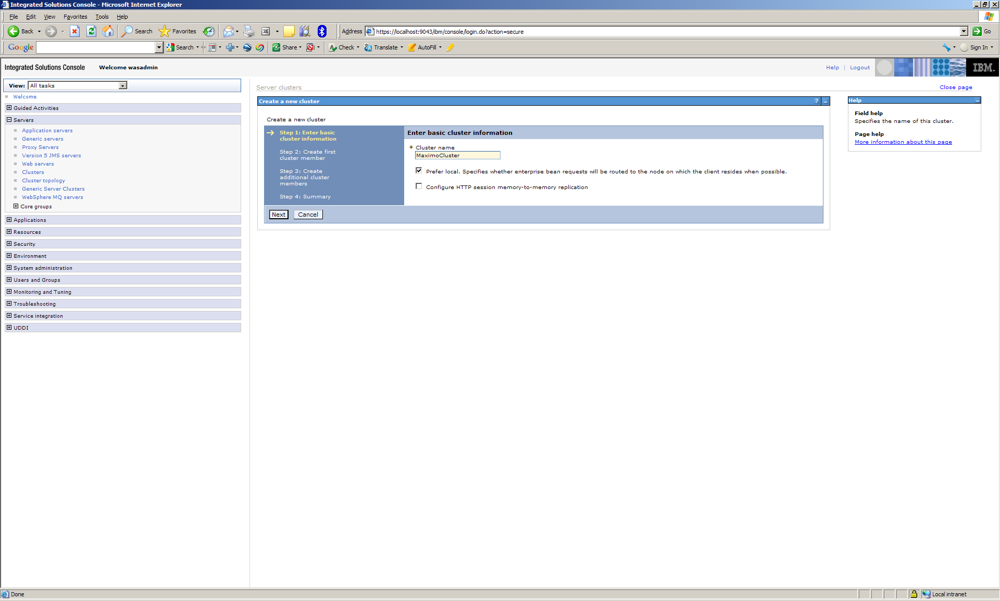 Integrated Solutions Console - Microsoft Internet Explorer
File Edit View Favorites Tools Help
Back Search Favorites Address https://localhost:9043/ibm/console/login.do?action=secure Go
Google Search Share Check Translate AutoFill Sign In
Integrated Solutions Console Welcome wasadmin Help | Logout IBM.
View: All tasks
Server clusters Close page
Welcome
Guided Activities
Servers
Application servers
Generic servers
Proxy Servers
Version 5 JMS servers
Web servers
Clusters
Cluster topology
Generic Server Clusters
WebSphere MQ servers
Core groups
Applications
Resources
Security
Environment
System administration
Users and Groups
Monitoring and Tuning
Troubleshooting
Service integration
UDDI
Create a new cluster ? -
Create a new cluster
Step 1: Enter basic
cluster information
Step 2: Create first
cluster member
Step 3: Create
additional cluster
members
Step 4: Summary
Enter basic cluster information
* Cluster name
MaximoCluster
Prefer local. Specifies whether enterprise bean requests will be routed to the node on which the client resides when possible.
Configure HTTP session memory-to-memory replication
Next Cancel
Help -
Field help
Specifies the name of this cluster.
Page help
More information about this page
Done Local intranet